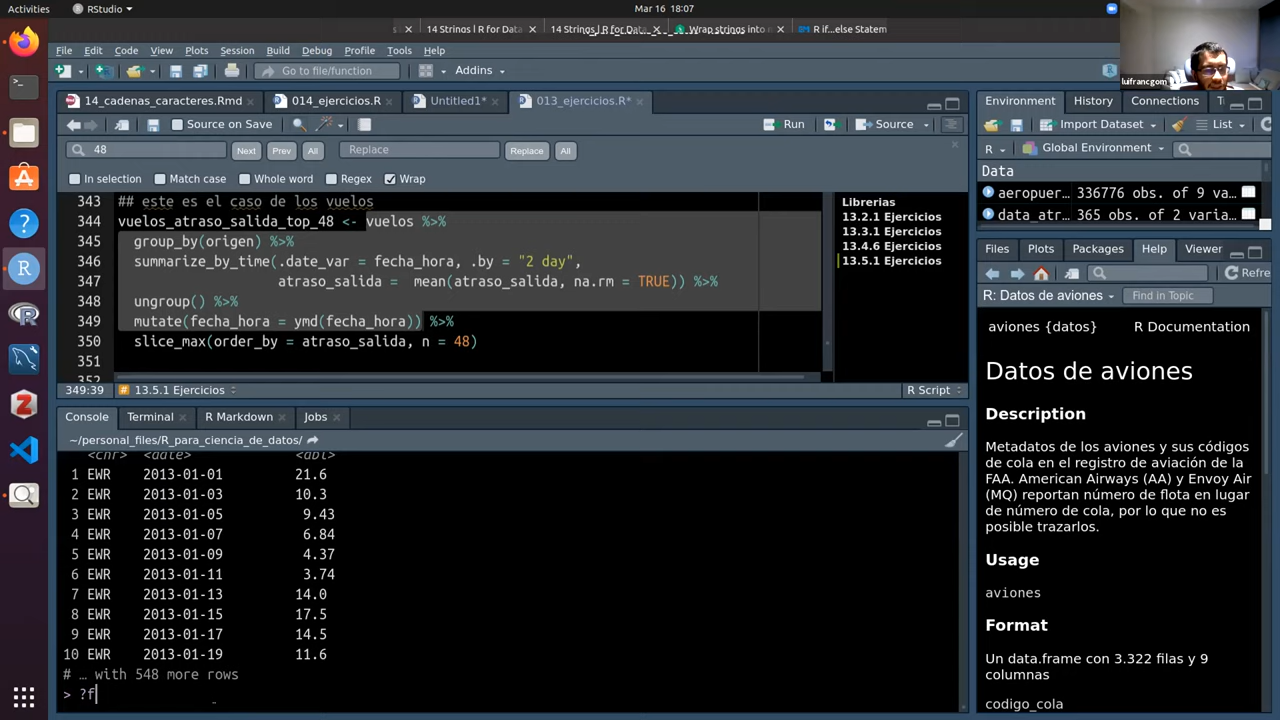 Activities
RStudio
Mar 16 18:07
14 Strings | R for Data
14 Strings | R for Data
Wrap strings into n
R if...else Statem
luifrancgom
File Edit Code View Plots Session Build Debug Profile Tools Help
Go to file/function
Addins
14_cadenas_caracteres.Rmd
014_ejercicios.R
Untitled1*
013_ejercicios.R*
Source on Save
Run
Source
48
Next Prev All
Replace
Replace All
In selection Match case Whole word Regex Wrap
343 ## este es el caso de los vuelos
344 vuelos_atraso_salida_top_48 <- vuelos %>%
345 group_by(origen) %>%
346 summarize_by_time(.date_var = fecha_hora, .by = "2 day",
347 atraso_salida = mean(atraso_salida, na.rm = TRUE)) %>%
348 ungroup() %>%
349 mutate(fecha_hora = ymd(fecha_hora)) %>%
350 slice_max(order_by = atraso_salida, n = 48)
351
352
Librerias
13.2.1 Ejercicios
13.3.1 Ejercicios
13.4.6 Ejercicios
13.5.1 Ejercicios
349:39
13.5.1 Ejercicios
R Script
Console Terminal R Markdown Jobs
~/personal_files/R_para_ciencia_de_datos/
<chr> <date> <dbl>
1 EWR 2013-01-01 21.6
2 EWR 2013-01-03 10.3
3 EWR 2013-01-05 9.43
4 EWR 2013-01-07 6.84
5 EWR 2013-01-09 4.37
6 EWR 2013-01-11 3.74
7 EWR 2013-01-13 14.0
8 EWR 2013-01-15 17.5
9 EWR 2013-01-17 14.5
10 EWR 2013-01-19 11.6
# … with 548 more rows
> ?f
Environment History Connections
Import Dataset
List
R
Global Environment
Data
aeropuer… 336776 obs. of 9 va…
data_atr… 365 obs. of 2 varia…
Files Plots Packages Help Viewer
Refre
R: Datos de aviones
Find in Topic
aviones {datos}
R Documentation
Datos de aviones
Description
Metadatos de los aviones y sus códigos
de cola en el registro de aviación de la
FAA. American Airways (AA) y Envoy Air
(MQ) reportan número de flota en lugar
de número de cola, por lo que no es
posible trazarlos.
Usage
aviones
Format
Un data.frame con 3.322 filas y 9
columnas
codigo_cola